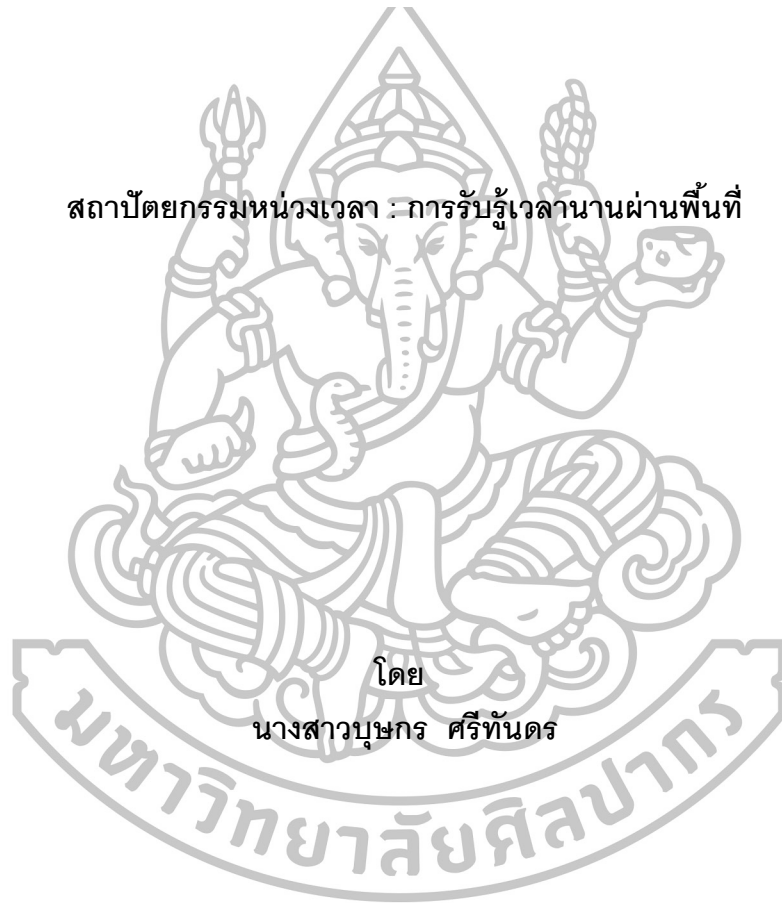 สถาปัตยกรรมหน่วงเวลา : การรับรู้เวลานานผ่านพื้นที่
โดย
นางสาวบุษกร ศรีทันดร
มหาวิทยาลัยศิลปากร